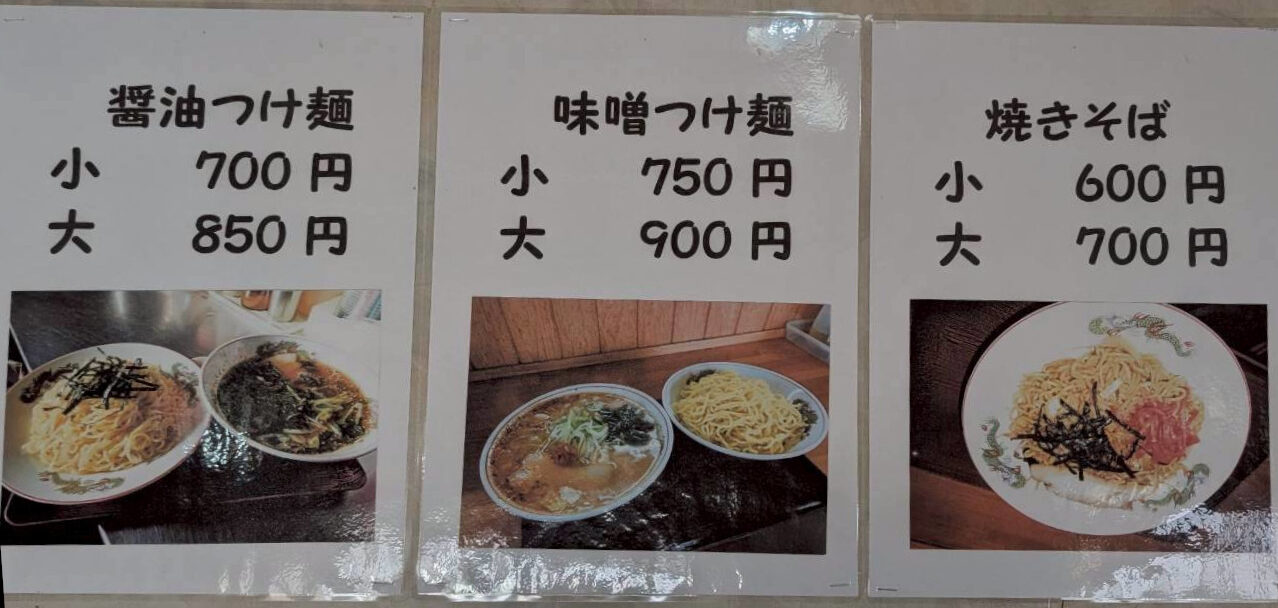 醤油つけ麺
小 700 円
大 850 円
味噌つけ麺
小 750 円
大 900 円
焼きそば
小 600 円
大 700 円